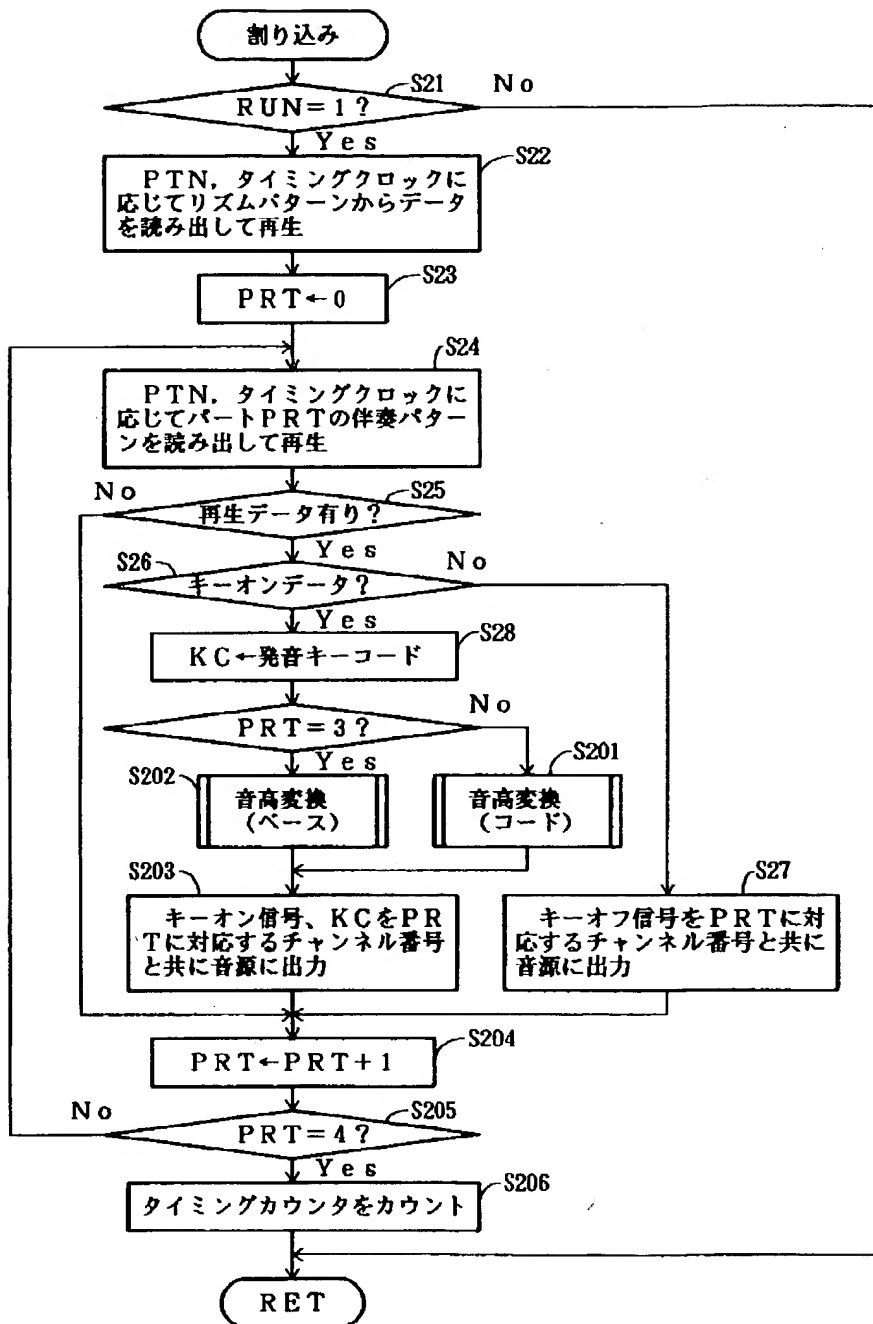 割り込み
S21
No
RUN=1?
Yes
S22
PTN,タイミングクロックに
応じてリズムパターンからデータ
を読み出して再生
S23
PRT←0
S24
PTN,タイミングクロックに
応じてパートPRTの伴奏パター
ンを読み出して再生
No
S25
再生データ有り?
Yes
S26
No
キーオンデータ?
Yes
S28
KC←発音キーコード
No
PRT=3?
Yes
S202
S201
音高変換
(ベース)
音高変換
(コード)
S203
キーオン信号、KCをPR
Tに対応するチャンネル番号
と共に音源に出力
S27
キーオフ信号をPRTに対
応するチャンネル番号と共に
音源に出力
S204
PRT←PRT+1
No
S205
PRT=4?
Yes
S206
タイミングカウンタをカウント
RET